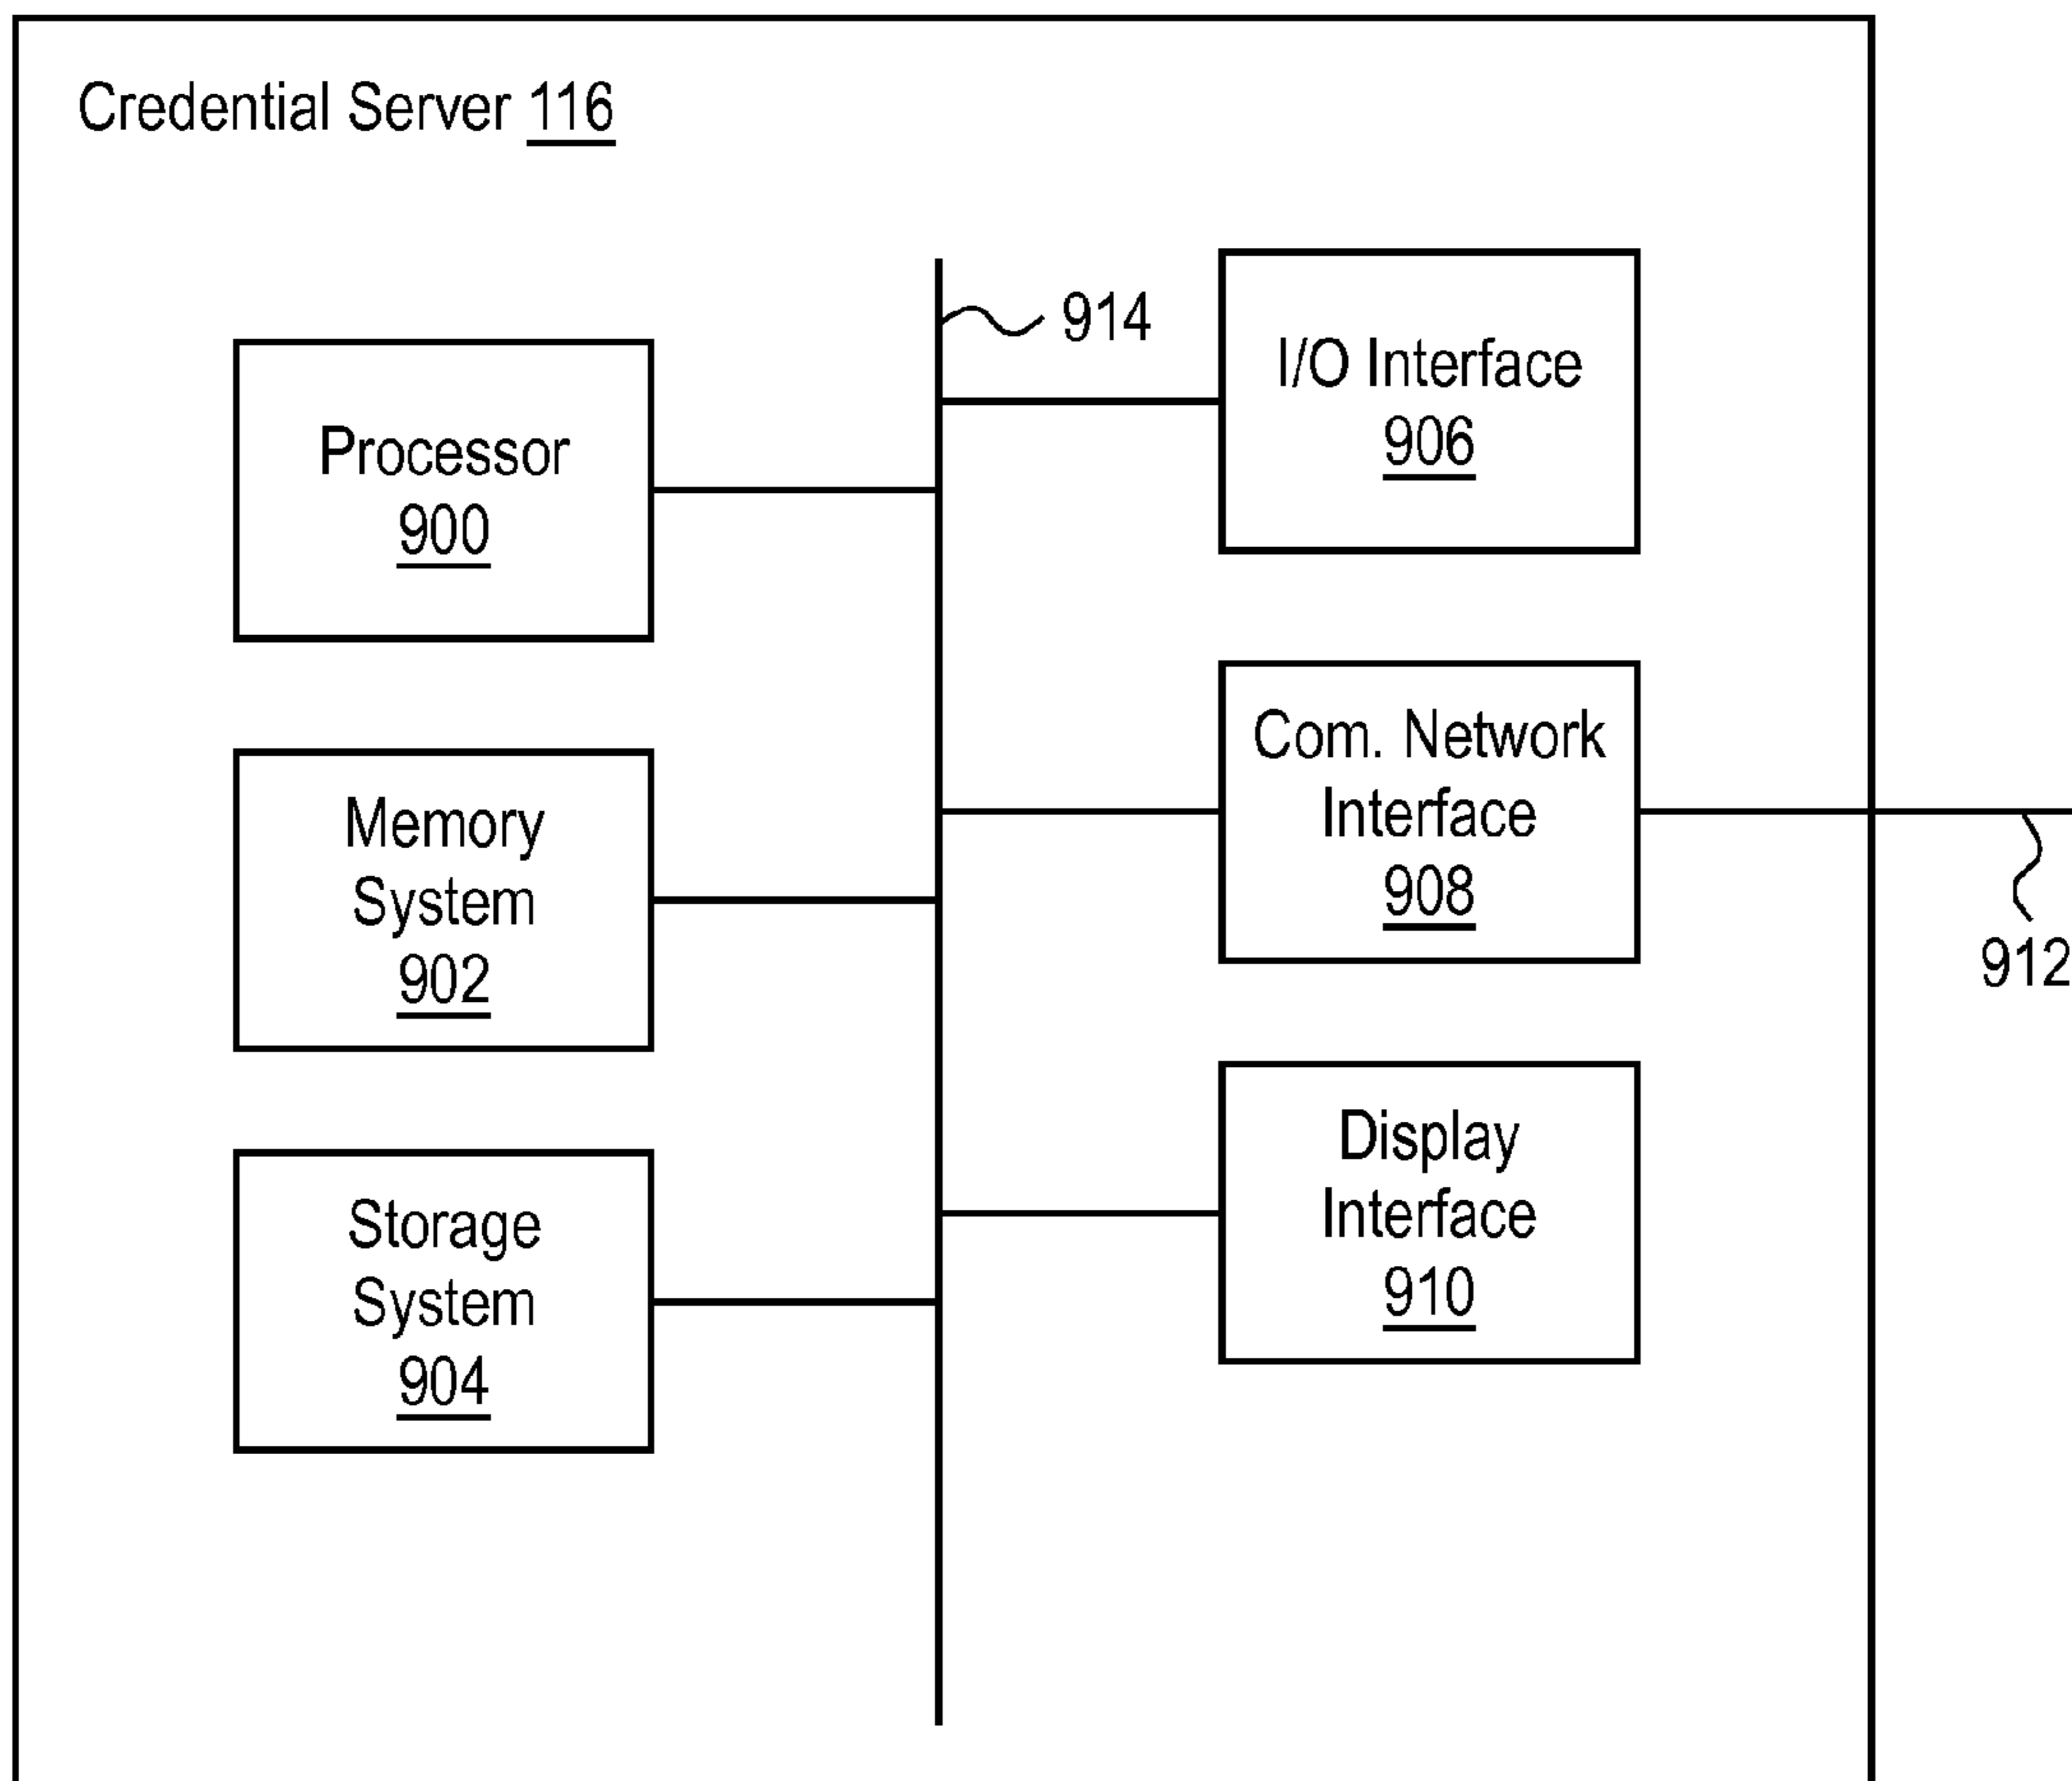 Credential Server 116
914
I/O Interface
906
Processor
900
Com. Network
Interface
908
912
Memory
System
902
Display
Interface
910
Storage
System
904